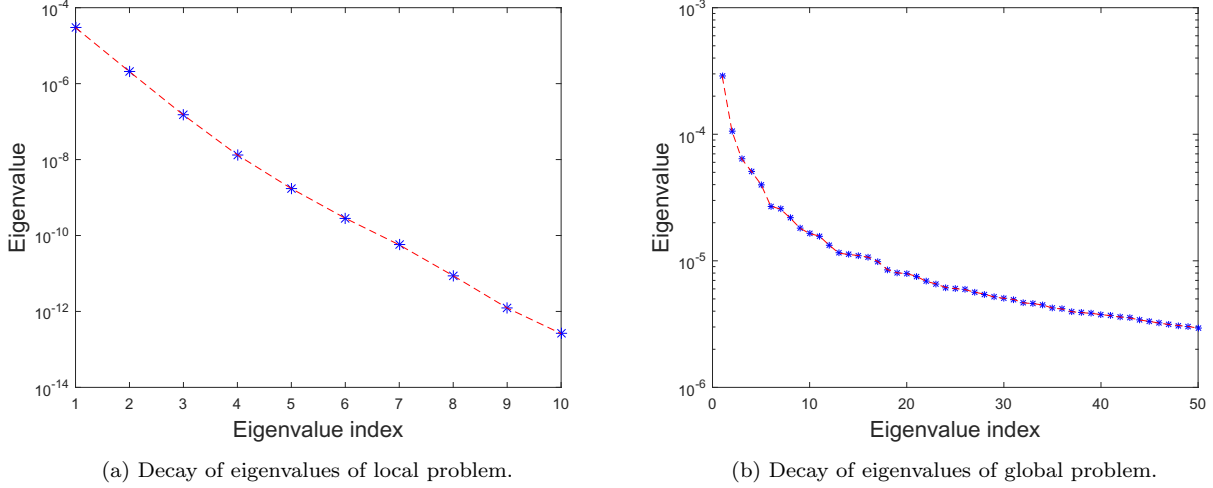 10^-4
10^-6
10^-8
10^-10
10^-12
10^-14
Eigenvalue
1 2 3 4 5 6 7 8 9 10
Eigenvalue index
(a) Decay of eigenvalues of local problem.
10^-3
10^-4
10^-5
10^-6
Eigenvalue
0 10 20 30 40 50
Eigenvalue index
(b) Decay of eigenvalues of global problem.